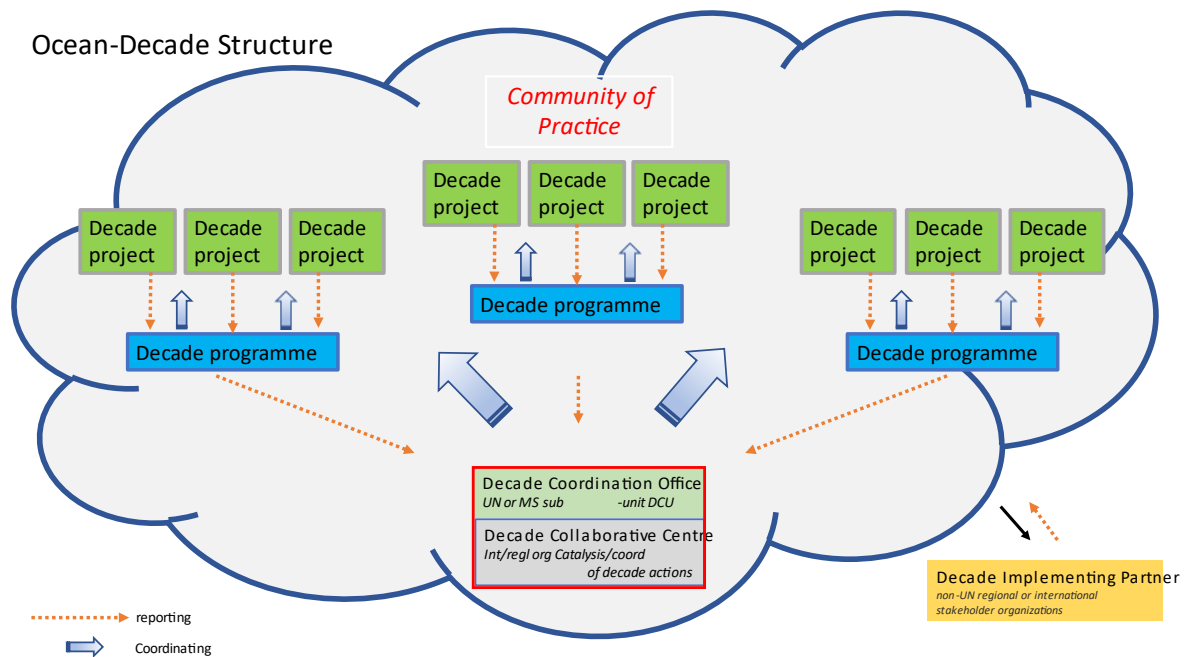 Ocean-Decade Structure
Community of
Practice
Decade
project
Decade
project
Decade
project
Decade
project
Decade
project
Decade
project
Decade
project
Decade
project
Decade
project
Decade programme
Decade programme
Decade programme
Decade Coordination Office
UN or MS sub -unit DCU
Decade Collaborative Centre
Int/regl org Catalysis/coord
of decade actions
Decade Implementing Partner
non-UN regional or international
stakeholder organizations
reporting
Coordinating